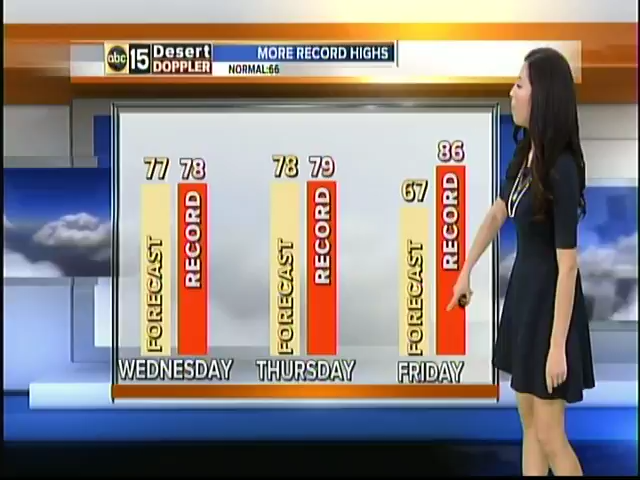 abc 15 Desert DOPPLER
MORE RECORD HIGHS
NORMAL:66
77 78 78 79 67 86
FORECAST RECORD FORECAST RECORD FORECAST RECORD
WEDNESDAY THURSDAY FRIDAY